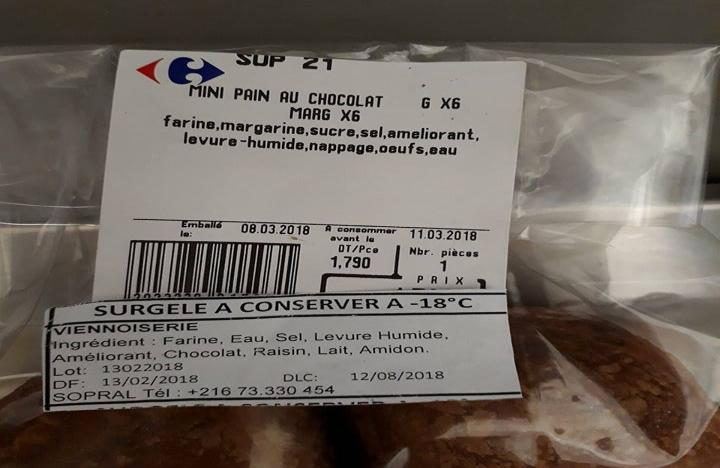 SUP 21
MINI PAIN AU CHOCOLAT G X6
MARG X6
farine,margarine,sucre,sel,ameliorant,
levure-humide,nappage,oeufs,eau
Emballé le: 08.03.2018 A consommer avant le 11.03.2018
DT/Pce Nbr. pièces
1,790 1
PRIX
SURGELE A CONSERVER A -18°C
VIENNOISERIE
Ingrédient : Farine, Eau, Sel, Levure Humide,
Améliorant, Chocolat, Raisin, Lait, Amidon.
Lot: 13022018
DF: 13/02/2018 DLC: 12/08/2018
SOPRAL Tél : +216 73.330 454